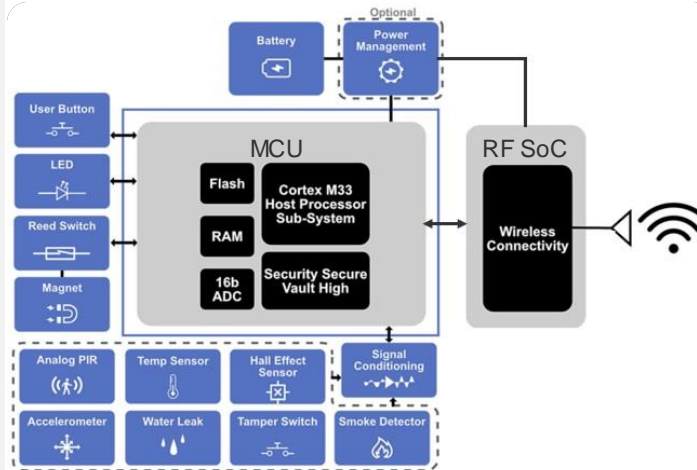 Optional
Battery
Power
Management
User Button
LED
Reed Switch
Magnet
MCU
Flash
RAM
16b
ADC
Cortex M33
Host Processor
Sub-System
Security Secure
Vault High
RF SoC
Wireless
Connectivity
Analog PIR
Temp Sensor
Hall Effect
Sensor
Signal
Conditioning
Accelerometer
Water Leak
Tamper Switch
Smoke Detector